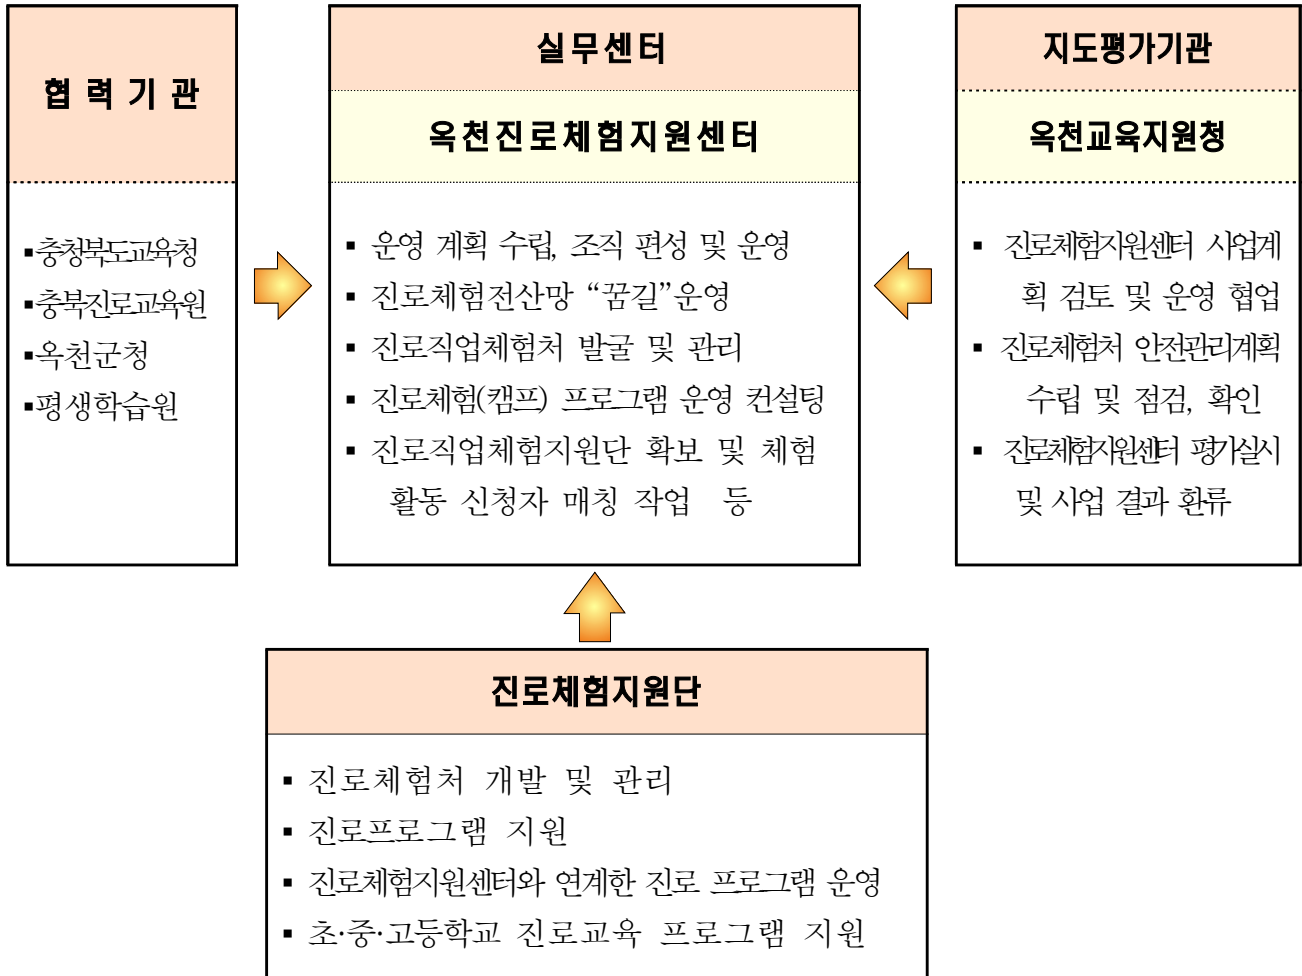 협 력 기 관
▪충청북도교육청
▪충북진로교육원
▪옥천군청
▪평생학습원
실무센터
옥천진로체험지원센터
▪ 운영 계획 수립, 조직 편성 및 운영
▪ 진로체험전산망 “꿈길”운영
▪ 진로직업체험처 발굴 및 관리
▪ 진로체험(캠프) 프로그램 운영 컨설팅
▪ 진로직업체험지원단 확보 및 체험
활동 신청자 매칭 작업 등
지도평가기관
옥천교육지원청
▪ 진로체험지원센터 사업계
획 검토 및 운영 협업
▪ 진로체험처 안전관리계획
수립 및 점검, 확인
▪ 진로체험지원센터 평가실시
및 사업 결과 환류
진로체험지원단
▪ 진로체험처 개발 및 관리
▪ 진로프로그램 지원
▪ 진로체험지원센터와 연계한 진로 프로그램 운영
▪ 초·중·고등학교 진로교육 프로그램 지원